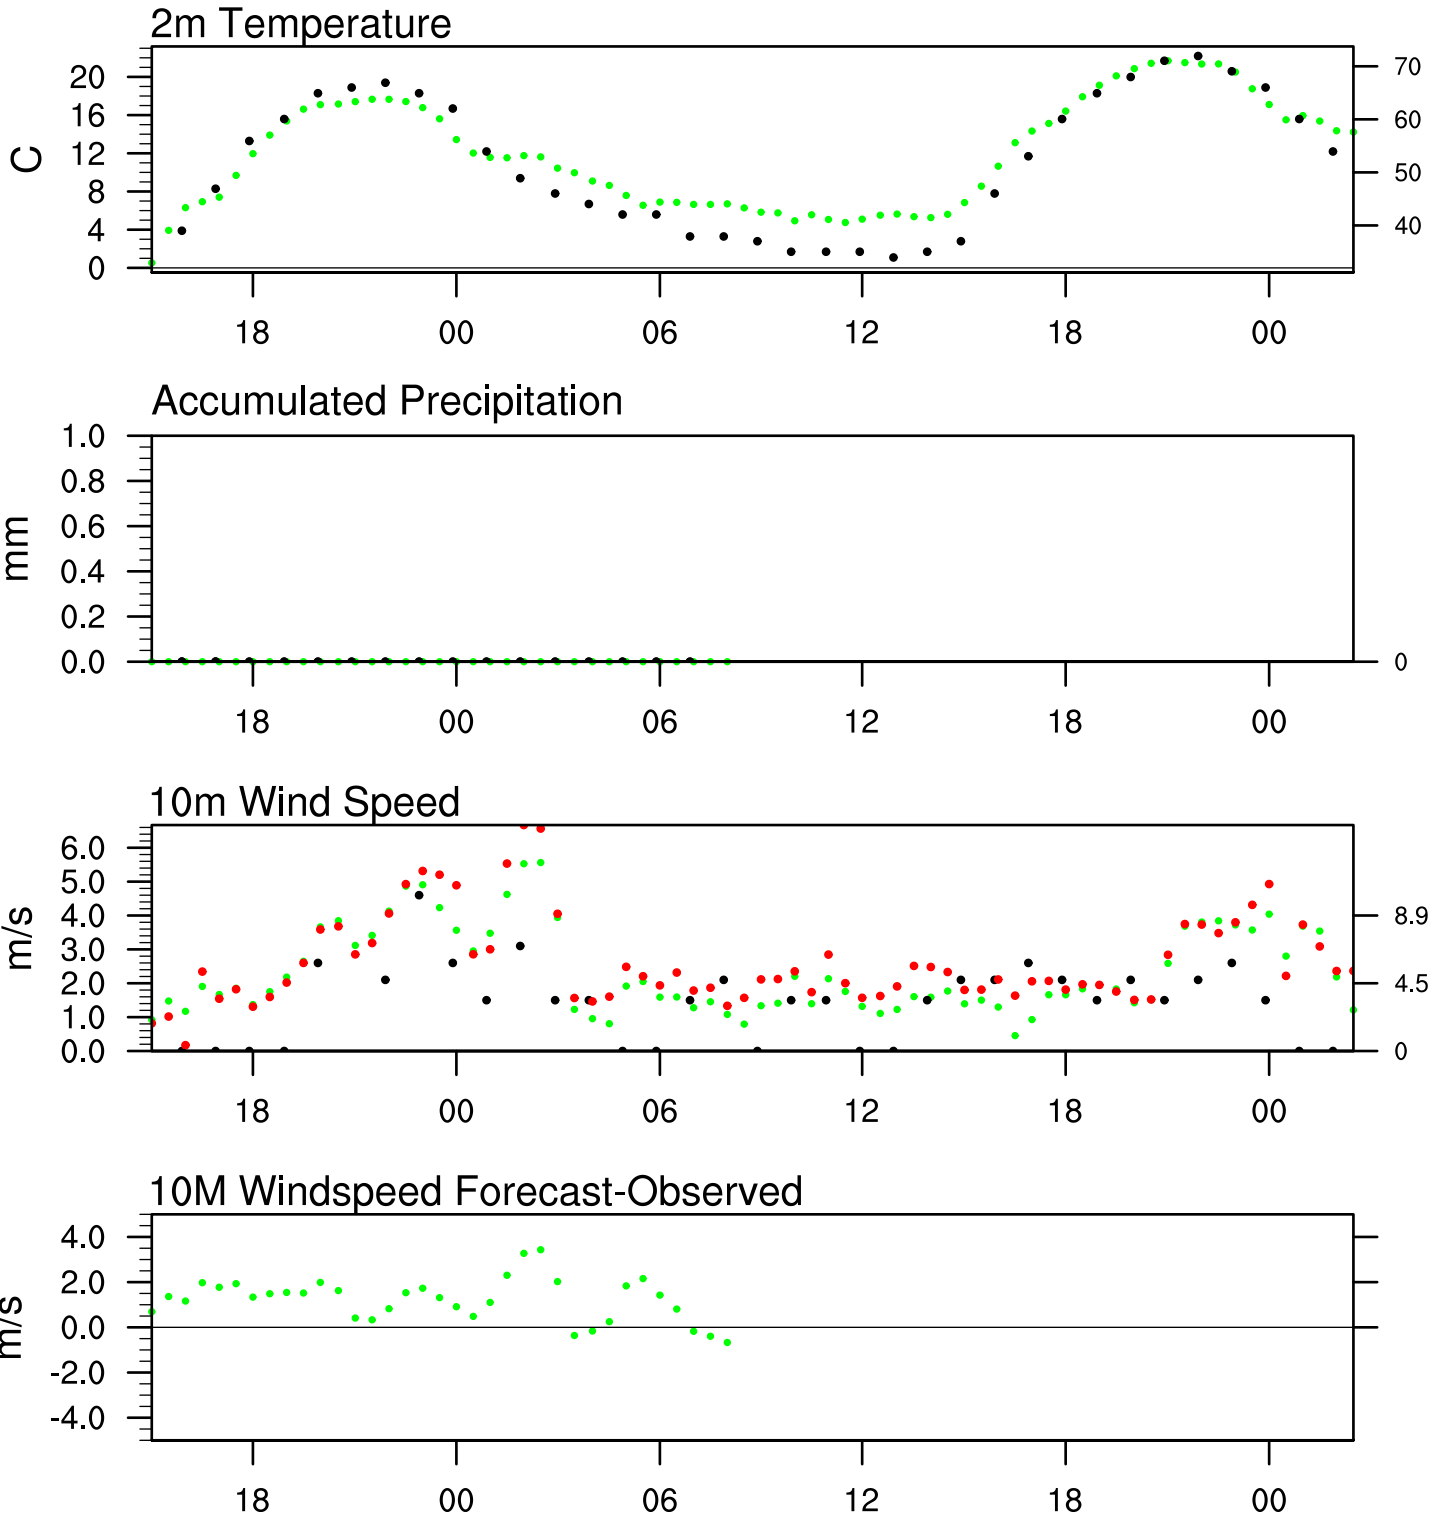 2m Temperature
20
16
12
8
4
0
C
70
60
50
40
18 00 06 12 18 00
Accumulated Precipitation
1.0
0.8
0.6
0.4
0.2
0.0
mm
0
18 00 06 12 18 00
10m Wind Speed
6.0
5.0
4.0
3.0
2.0
1.0
0.0
m/s
8.9
4.5
0
18 00 06 12 18 00
10M Windspeed Forecast-Observed
4.0
2.0
0.0
-2.0
-4.0
m/s
18 00 06 12 18 00